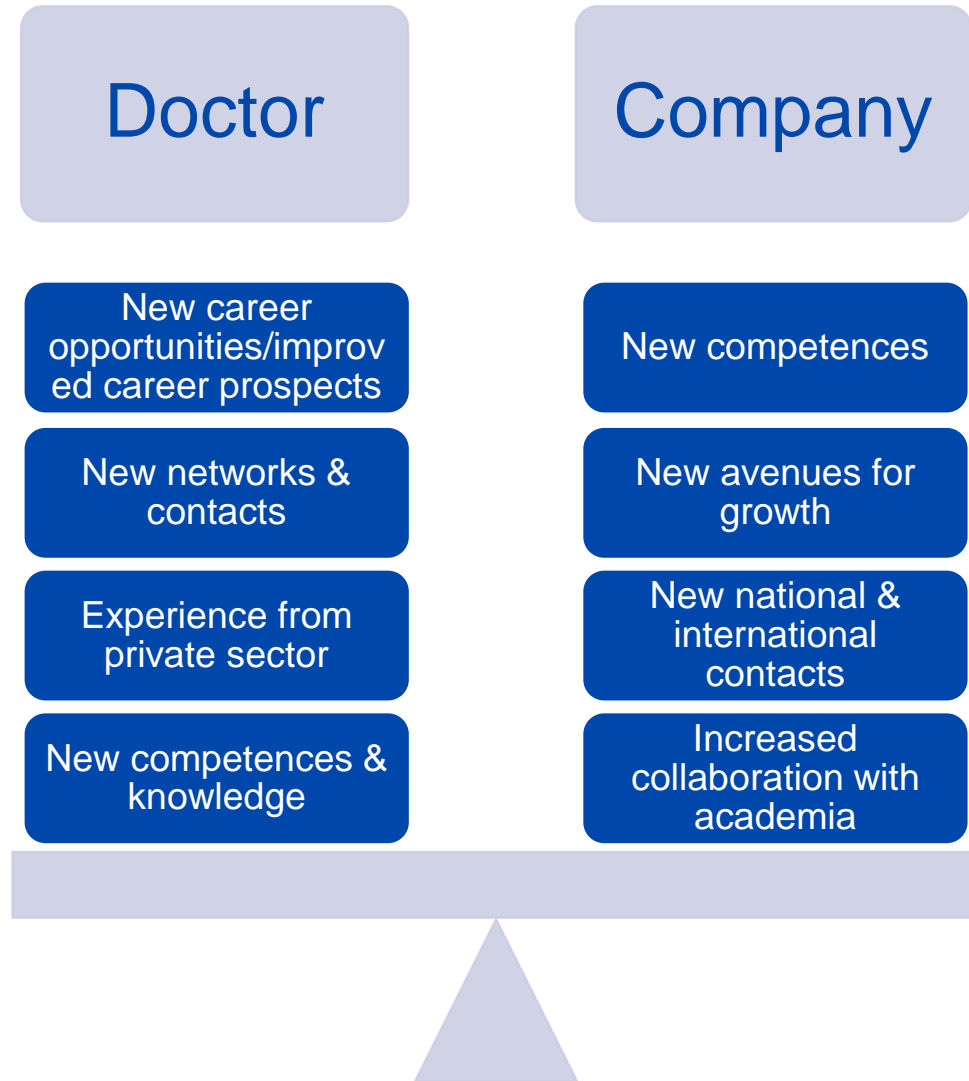 Doctor
Company
New career
opportunities/improv
ed career prospects
New networks &
contacts
Experience from
private sector
New competences &
knowledge
New competences
New avenues for
growth
New national &
international
contacts
Increased
collaboration with
academia